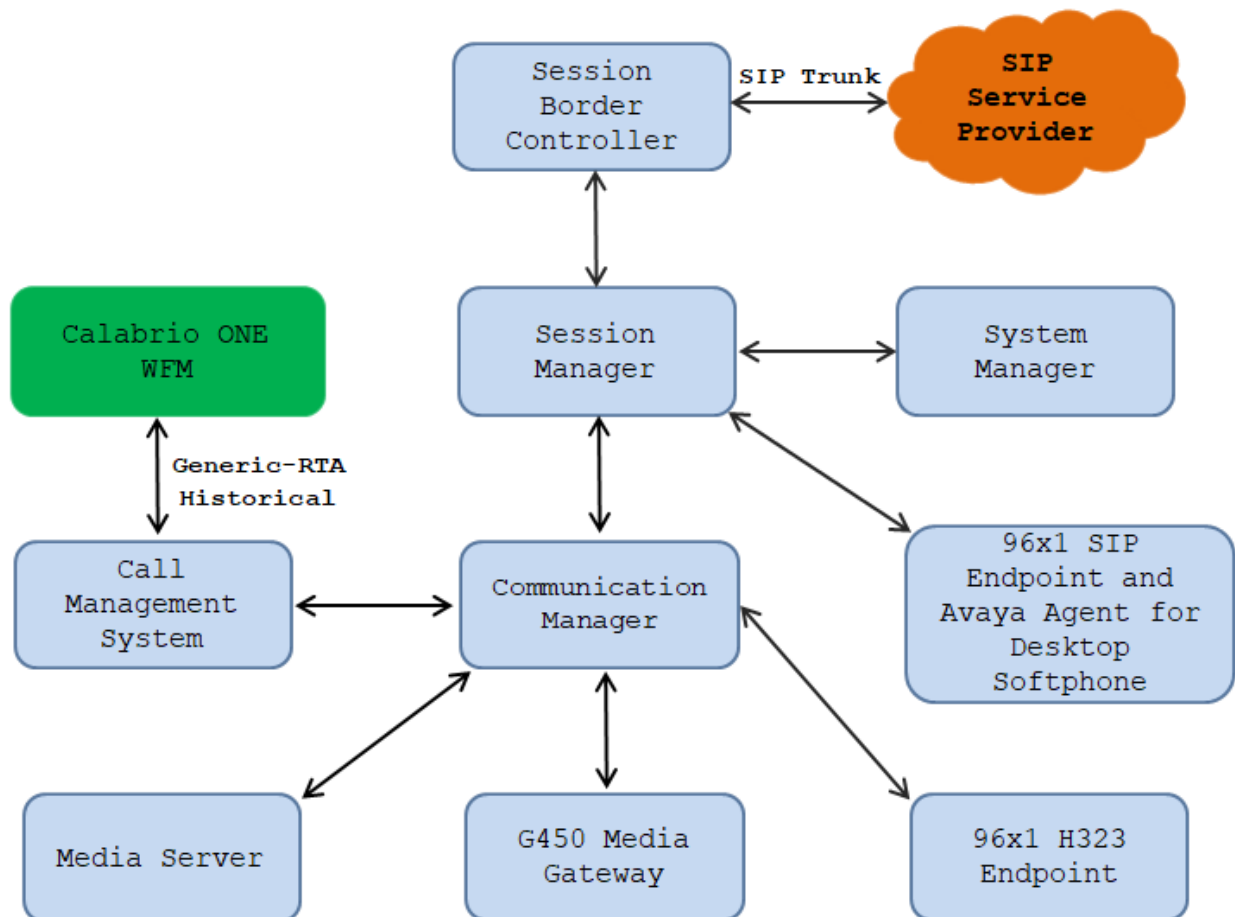 Session
Border
Controller
SIP Trunk
SIP
Service
Provider
Calabrio ONE
WFM
Session
Manager
System
Manager
Generic-RTA
Historical
Call
Management
System
Communication
Manager
96x1 SIP
Endpoint and
Avaya Agent for
Desktop
Softphone
Media Server
G450 Media
Gateway
96x1 H323
Endpoint